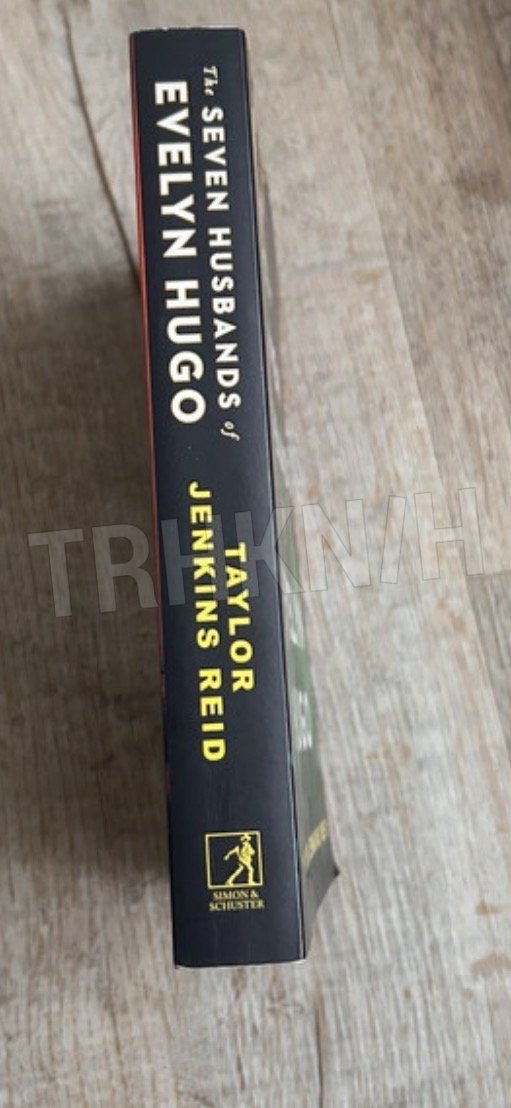 The SEVEN HUSBANDS of
EVELYN HUGO
TAYLOR
JENKINS REID
SIMON &
SCHUSTER
TRHKN/H